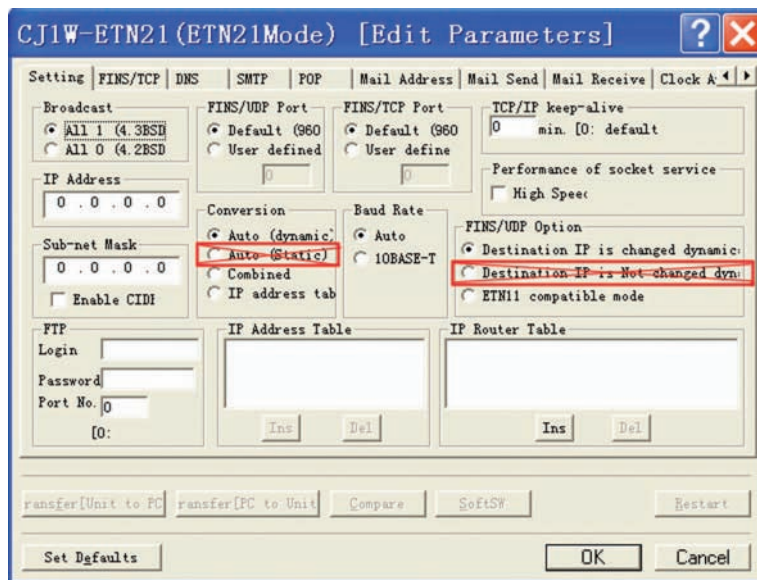 CJ1W-ETN21(ETN21Mode) [Edit Parameters]
Setting FINS/TCP DNS SMTP POP Mail Address Mail Send Mail Receive Clock A
Broadcast
All 1 (4.3BSD
All 0 (4.2BSD
FINS/UDP Port
Default (960
User defined
0
FINS/TCP Port
Default (960
User define
0
TCP/IP keep-alive
0 min. [0: default
Performance of socket service
High Speed
IP Address
0 .0 .0 .0
Sub-net Mask
0 .0 .0 .0
Enable CIDI
Conversion
Auto (dynamic)
Auto (Static)
Combined
IP address tab
Baud Rate
Auto
10BASE-T
FINS/UDP Option
Destination IP is changed dynamic
Destination IP is Not changed dyn
ETN11 compatible mode
FTP
Login
Password
Port No. 0
[0:
IP Address Table
Ins Del
IP Router Table
Ins Del
ransfer[Unit to PC ransfer[PC to Unit Compare SoftSW Restart
Set Defaults OK Cancel